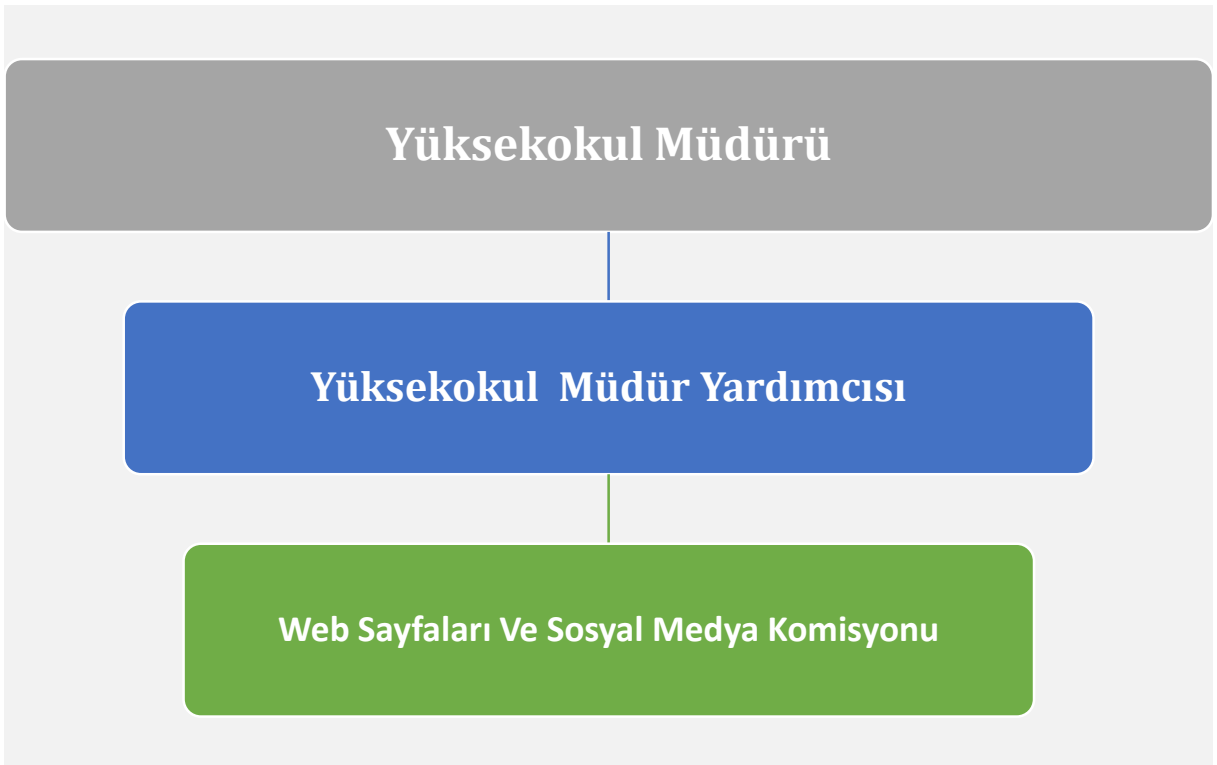 Yüksekokul Müdürü
Yüksekokul  Müdür Yardımcısı
Web Sayfaları Ve Sosyal Medya Komisyonu